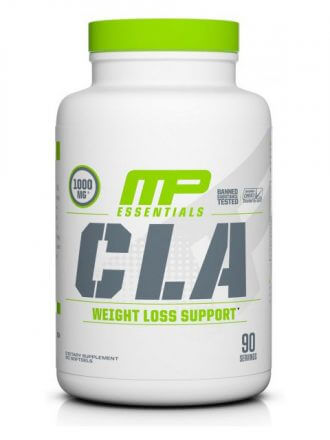 1000
MG*
MP
ESSENTIALS
BANNED
SUBSTANCE
TESTED
CLA
WEIGHT LOSS SUPPORT*
90
SERVINGS
DIETARY SUPPLEMENT
90 SOFTGELS